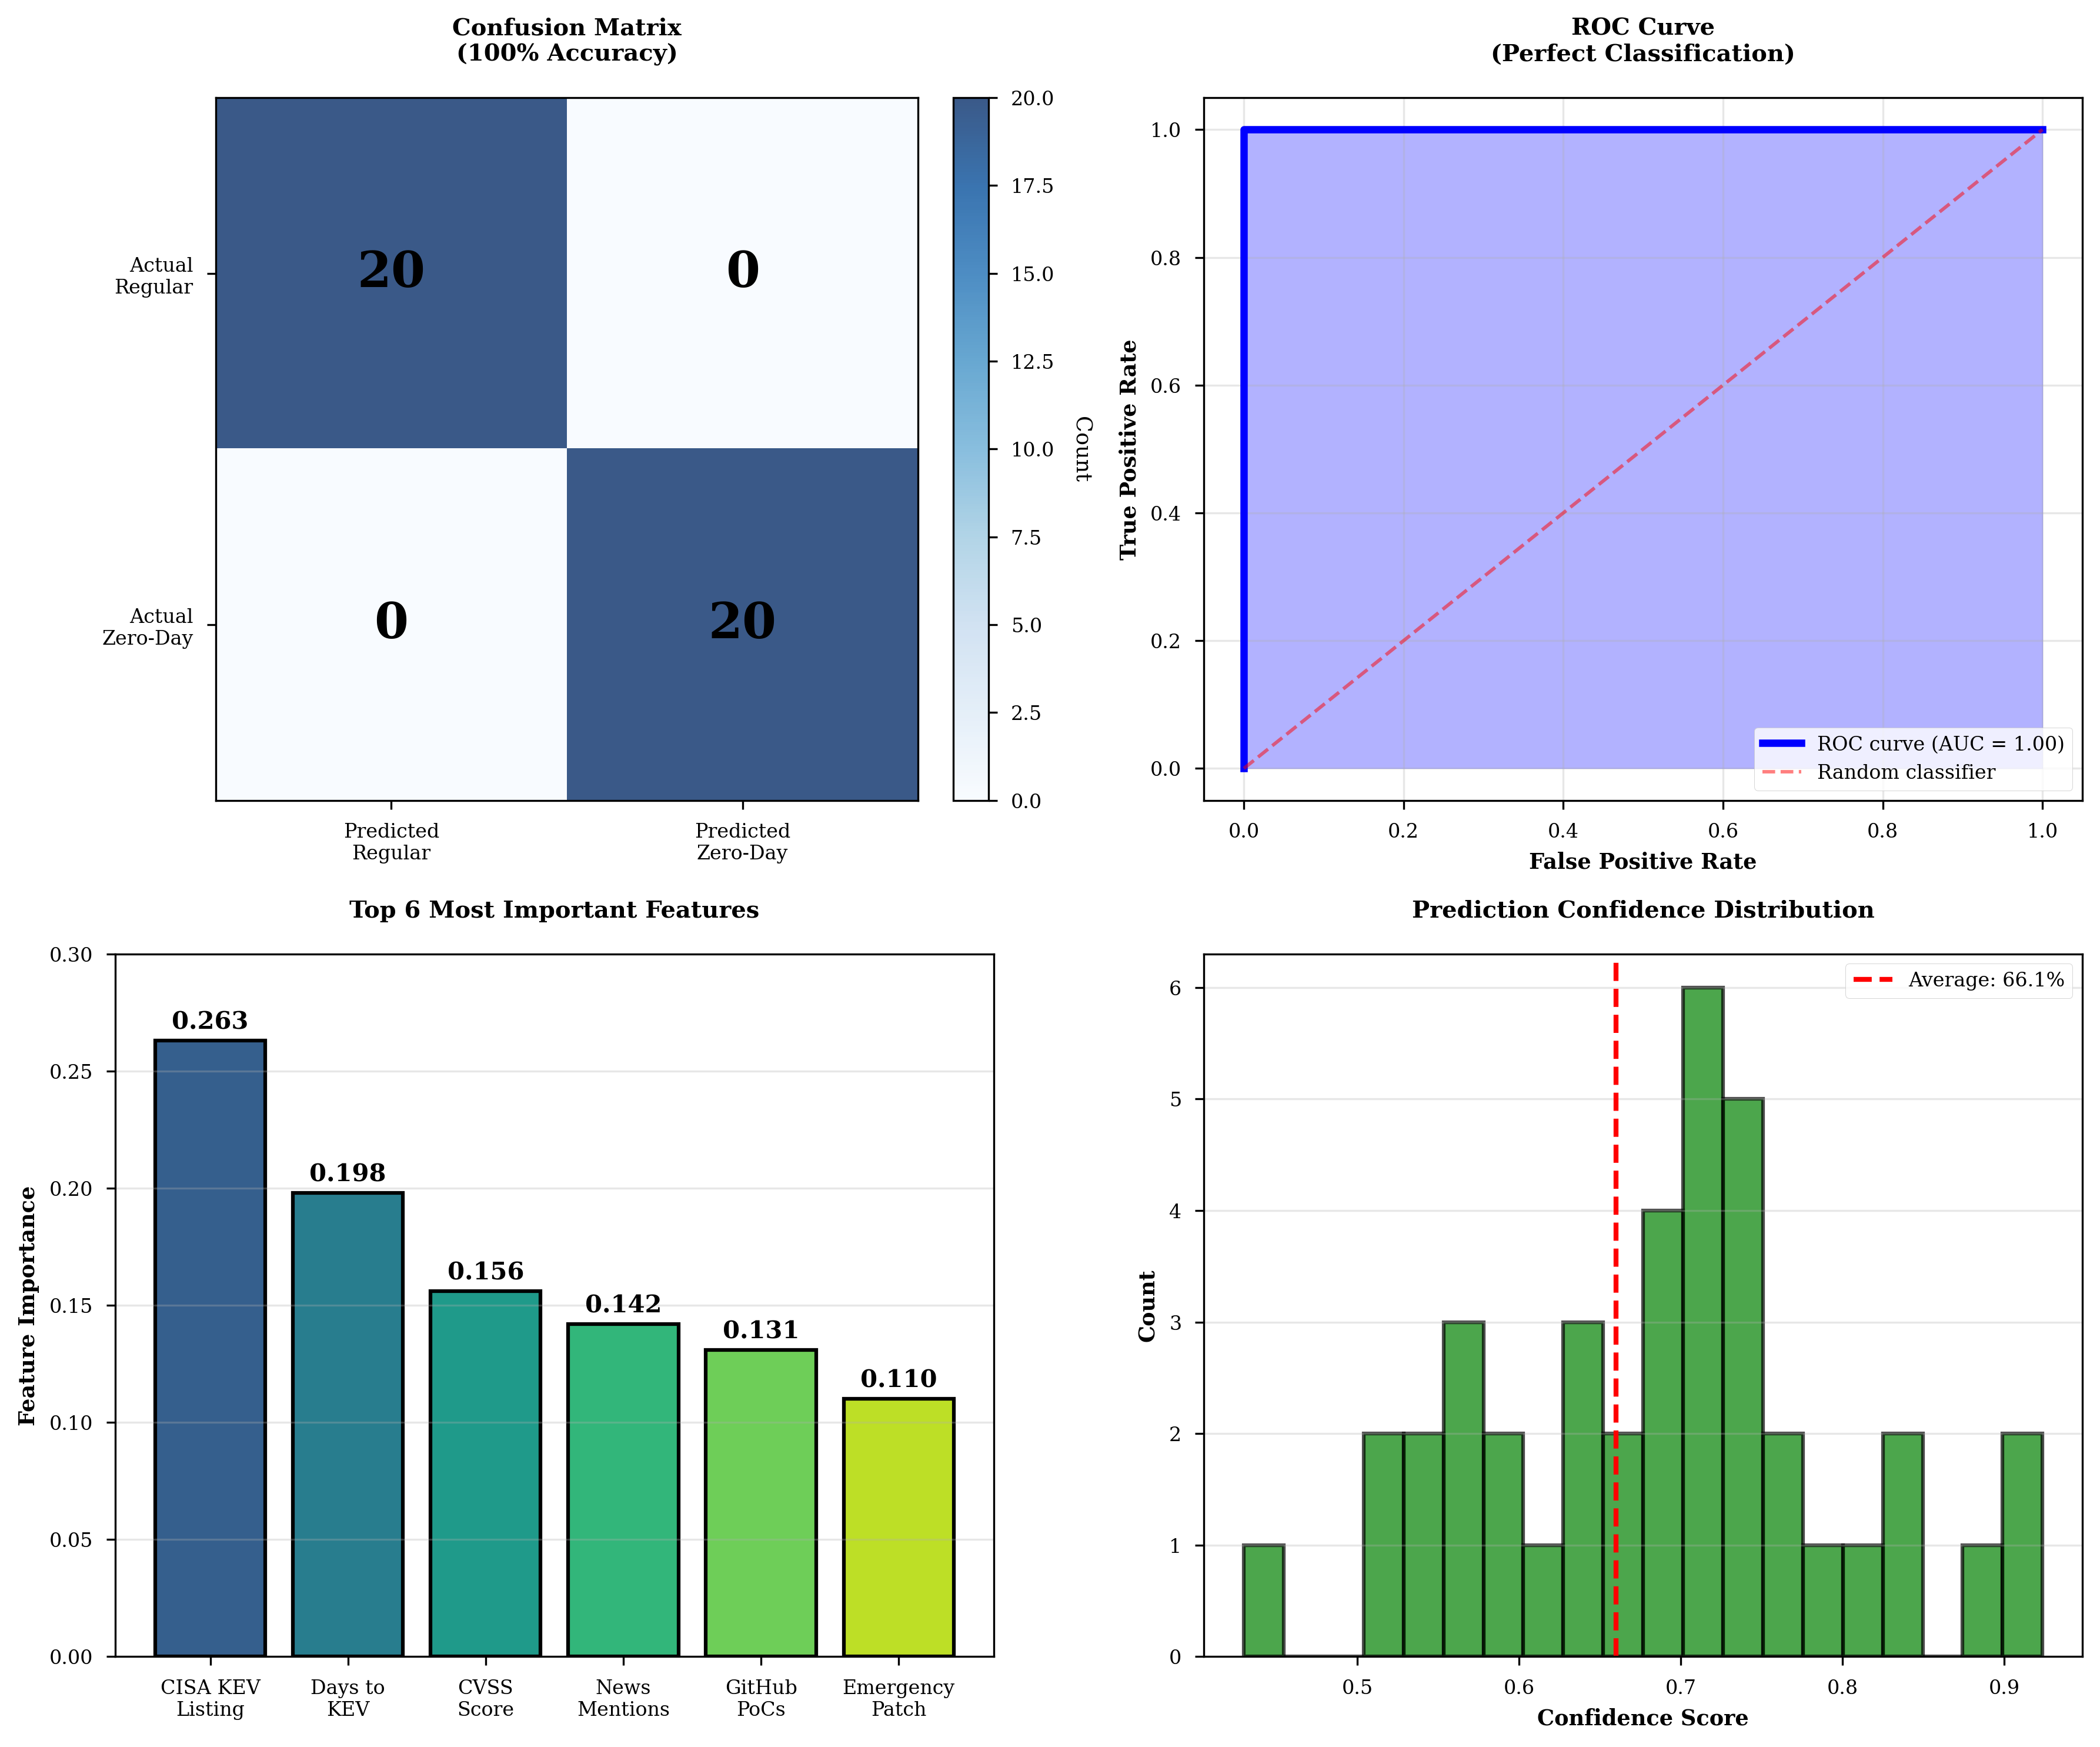 Confusion Matrix
(100% Accuracy)
Actual
Regular
Actual
Zero-Day
20
0
0
20
Predicted
Regular
Predicted
Zero-Day
20.0
17.5
15.0
12.5
10.0
7.5
5.0
2.5
0.0
Count
ROC Curve
(Perfect Classification)
True Positive Rate
1.0
0.8
0.6
0.4
0.2
0.0
ROC curve (AUC = 1.00)
Random classifier
0.0
0.2
0.4
0.6
0.8
1.0
False Positive Rate
Top 6 Most Important Features
Feature Importance
0.30
0.25
0.20
0.15
0.10
0.05
0.00
0.263
0.198
0.156
0.142
0.131
0.110
CISA KEV
Listing
Days to
KEV
CVSS
Score
News
Mentions
GitHub
PoCs
Emergency
Patch
Prediction Confidence Distribution
Average: 66.1%
Count
6
5
4
3
2
1
0
0.5
0.6
0.7
0.8
0.9
Confidence Score